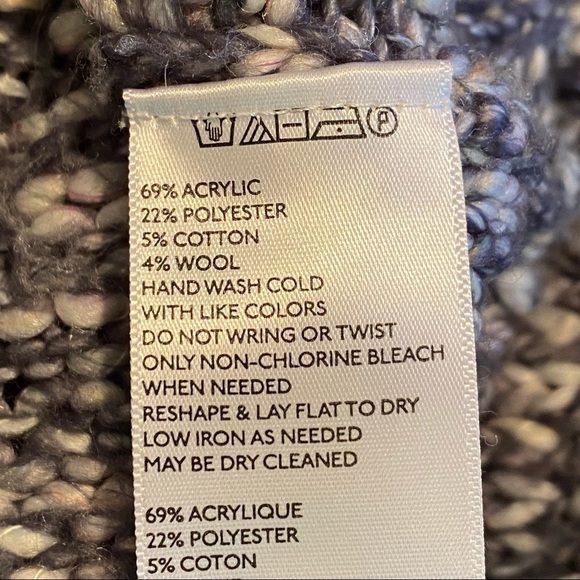 P
69% ACRYLIC
22% POLYESTER
5% COTTON
4% WOOL
HAND WASH COLD
WITH LIKE COLORS
DO NOT WRING OR TWIST
ONLY NON-CHLORINE BLEACH
WHEN NEEDED
RESHAPE & LAY FLAT TO DRY
LOW IRON AS NEEDED
MAY BE DRY CLEANED
69% ACRYLIQUE
22% POLYESTER
5% COTON